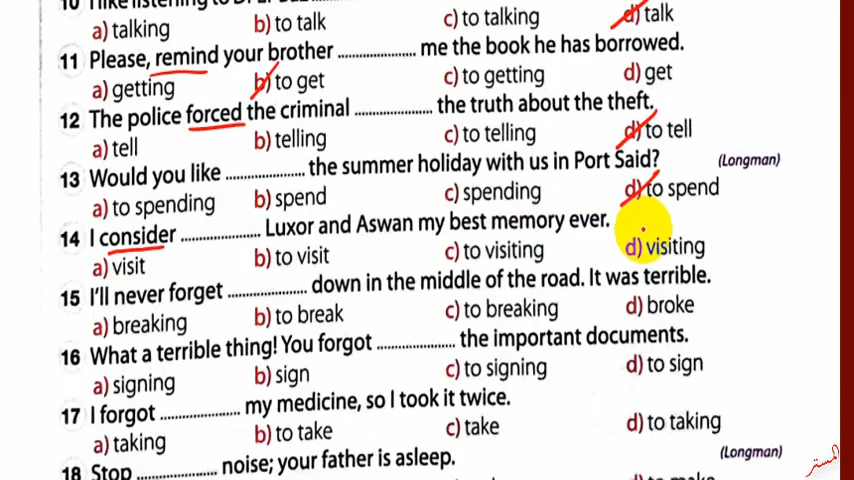 a) talking b) to talk c) to talking d) talk
11 Please, remind your brother .................... me the book he has borrowed.
a) getting b) to get c) to getting d) get
12 The police forced the criminal .................... the truth about the theft.
a) tell b) telling c) to telling d) to tell
13 Would you like .................... the summer holiday with us in Port Said? (Longman)
a) to spending b) spend c) spending d) to spend
14 I consider .................... Luxor and Aswan my best memory ever.
a) visit b) to visit c) to visiting d) visiting
15 I'll never forget .................... down in the middle of the road. It was terrible.
a) breaking b) to break c) to breaking d) broke
16 What a terrible thing! You forgot .................... the important documents.
a) signing b) sign c) to signing d) to sign
17 I forgot .................... my medicine, so I took it twice.
a) taking b) to take c) take d) to taking
18 Stop .................... noise; your father is asleep. (Longman)